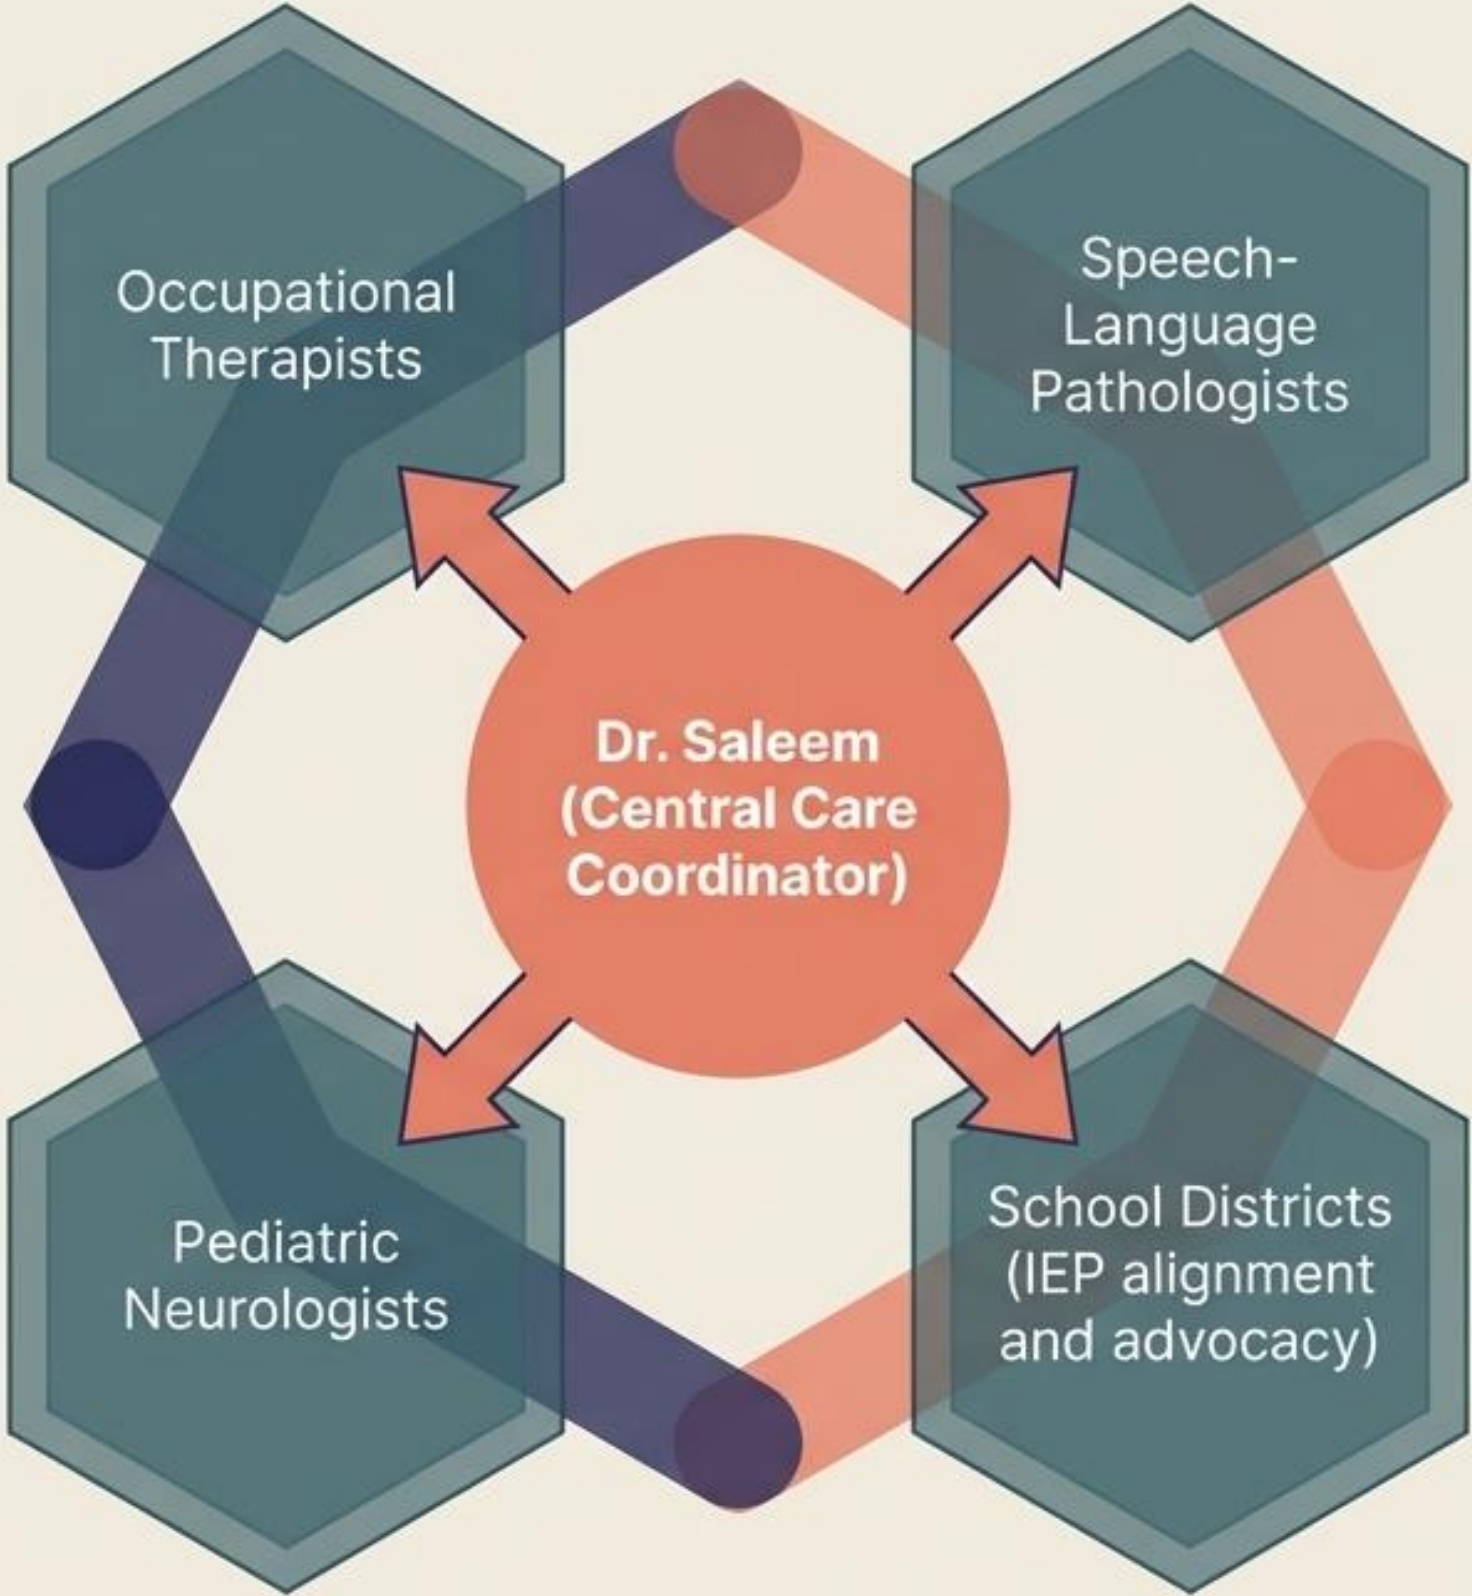 Occupational
Therapists
Speech-
Language
Pathologists
Dr. Saleem
(Central Care
Coordinator)
Pediatric
Neurologists
School Districts
(IEP alignment
and advocacy)